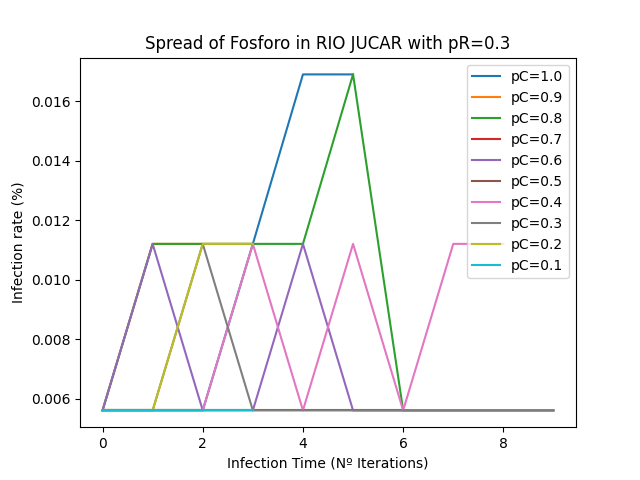 Spread of Fosforo in RIO JUCAR with pR=0.3
Infection rate (%)
0.016
0.014
0.012
0.010
0.008
0.006
0 2 4 6 8
Infection Time (Nº Iterations)
pC=1.0
pC=0.9
pC=0.8
pC=0.7
pC=0.6
pC=0.5
pC=0.4
pC=0.3
pC=0.2
pC=0.1